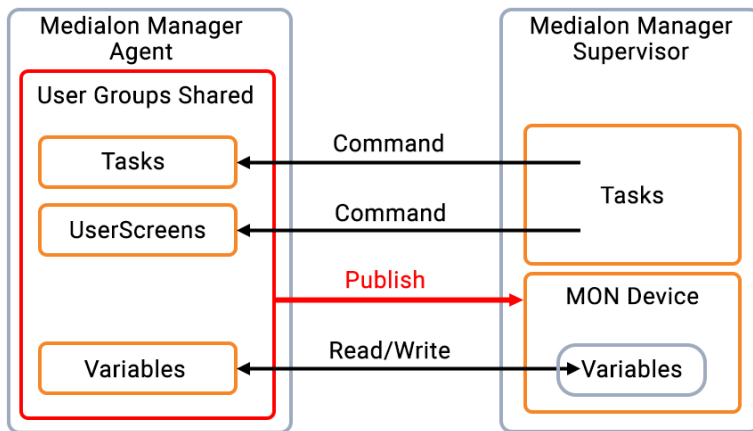 Medialon Manager
Agent
User Groups Shared
Tasks
UserScreens
Variables
Command
Command
Publish
Read/Write
Medialon Manager
Supervisor
Tasks
MON Device
Variables